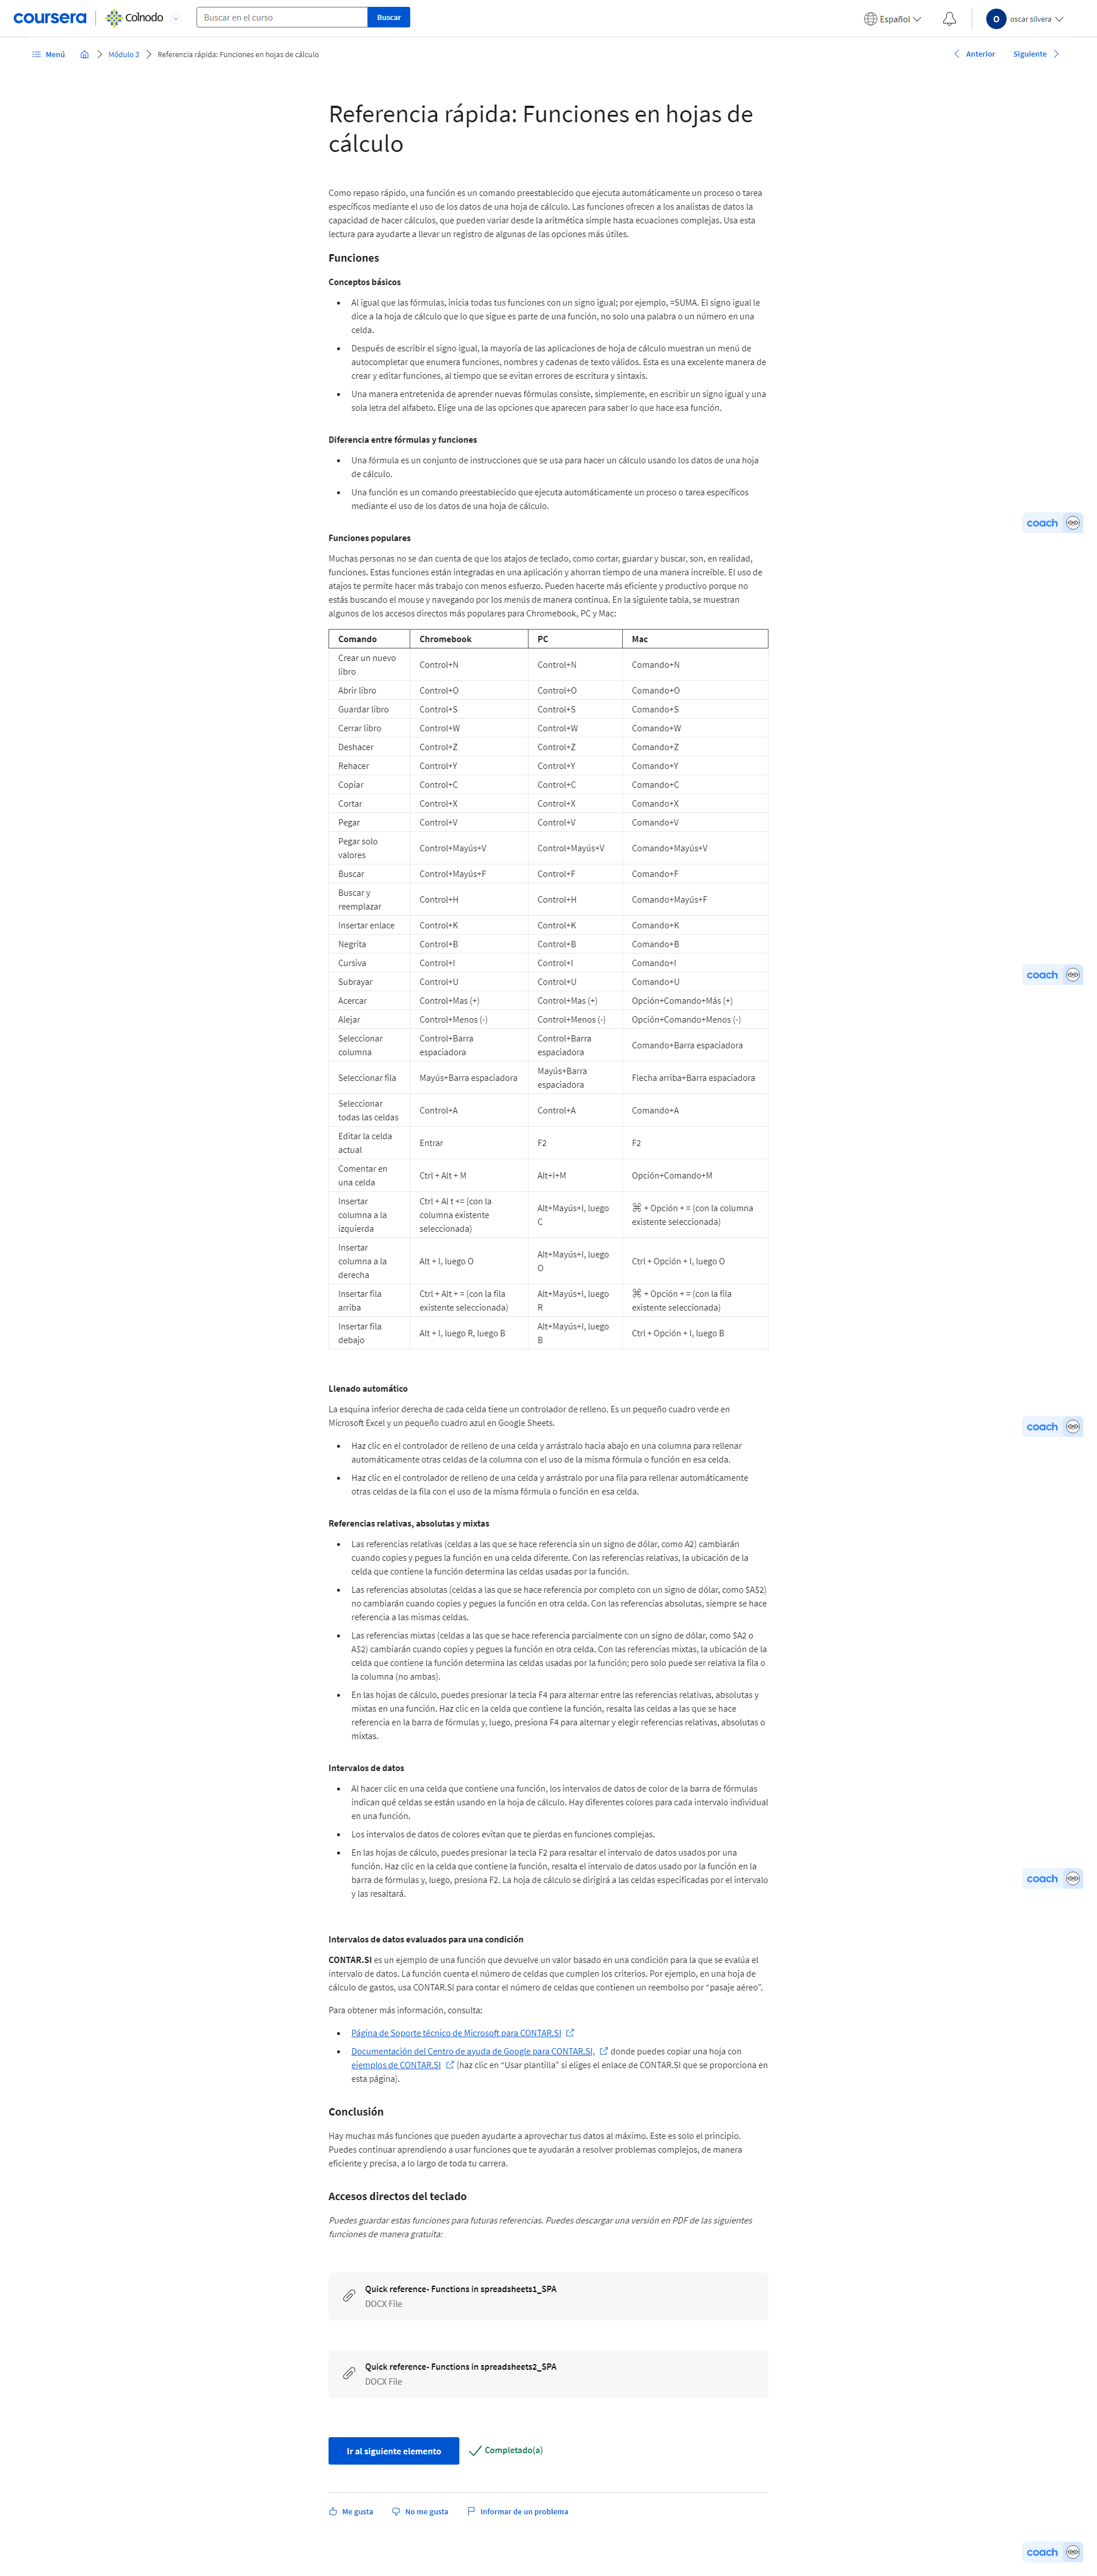 coursera
Colnodo
Buscar en el curso
Buscar
Español
O
oscar silvera
Menú
Módulo 3
Referencia rápida: Funciones en hojas de cálculo
Anterior
Siguiente
Referencia rápida: Funciones en hojas de
cálculo
Como repaso rápido, una función es un comando preestablecido que ejecuta automáticamente un proceso o tarea
específicos mediante el uso de los datos de una hoja de cálculo. Las funciones ofrecen a los analistas de datos la
capacidad de hacer cálculos, que pueden variar desde la aritmética simple hasta ecuaciones complejas. Usa esta
lectura para ayudarte a llevar un registro de algunas de las opciones más útiles.
Funciones
Conceptos básicos
• Al igual que las fórmulas, inicia todas tus funciones con un signo igual; por ejemplo, =SUMA. El signo igual le
dice a la hoja de cálculo que lo que sigue es parte de una función, no solo una palabra o un número en una
celda.
• Después de escribir el signo igual, la mayoría de las aplicaciones de hoja de cálculo muestran un menú de
autocompletar que enumera funciones, nombres y cadenas de texto válidos. Esta es una excelente manera de
crear y editar funciones, al tiempo que se evitan errores de escritura y sintaxis.
• Una manera entretenida de aprender nuevas fórmulas consiste, simplemente, en escribir un signo igual y una
sola letra del alfabeto. Elige una de las opciones que aparecen para saber lo que hace esa función.
Diferencia entre fórmulas y funciones
• Una fórmula es un conjunto de instrucciones que se usa para hacer un cálculo usando los datos de una hoja
de cálculo.
• Una función es un comando preestablecido que ejecuta automáticamente un proceso o tarea específicos
mediante el uso de los datos de una hoja de cálculo.
coach
Funciones populares
Muchas personas no se dan cuenta de que los atajos de teclado, como cortar, guardar y buscar, son, en realidad,
funciones. Estas funciones están integradas en una aplicación y ahorran tiempo de una manera increíble. El uso de
atajos te permite hacer más trabajo con menos esfuerzo. Pueden hacerte más eficiente y productivo porque no
estás buscando el mouse y navegando por los menús de manera continua. En la siguiente tabla, se muestran
algunos de los accesos directos más populares para Chromebook, PC y Mac:
Comando Chromebook PC Mac
Crear un nuevo
libro Control+N Control+N Comando+N
Abrir libro Control+O Control+O Comando+O
Guardar libro Control+S Control+S Comando+S
Cerrar libro Control+W Control+W Comando+W
Deshacer Control+Z Control+Z Comando+Z
Rehacer Control+Y Control+Y Comando+Y
Copiar Control+C Control+C Comando+C
Cortar Control+X Control+X Comando+X
Pegar Control+V Control+V Comando+V
Pegar solo
valores Control+Mayús+V Control+Mayús+V Comando+Mayús+V
Buscar Control+Mayús+F Control+F Comando+F
Buscar y
reemplazar Control+H Control+H Comando+Mayús+F
Insertar enlace Control+K Control+K Comando+K
Negrita Control+B Control+B Comando+B
Cursiva Control+I Control+I Comando+I
coach
Subrayar Control+U Control+U Comando+U
Acercar Control+Mas (+) Control+Mas (+) Opción+Comando+Más (+)
Alejar Control+Menos (-) Control+Menos (-) Opción+Comando+Menos (-)
Seleccionar
columna Control+Barra
espaciadora Control+Barra
espaciadora Comando+Barra espaciadora
Seleccionar fila Mayús+Barra espaciadora Mayús+Barra
espaciadora Flecha arriba+Barra espaciadora
Seleccionar
todas las celdas Control+A Control+A Comando+A
Editar la celda
actual Entrar F2 F2
Comentar en
una celda Ctrl + Alt + M Alt+I+M Opción+Comando+M
Insertar
columna a la
izquierda Ctrl + Al t += (con la
columna existente
seleccionada) Alt+Mayús+I, luego
C ⌘ + Opción + = (con la columna
existente seleccionada)
Insertar
columna a la
derecha Alt + I, luego O Alt+Mayús+I, luego
O Ctrl + Opción + I, luego O
Insertar fila
arriba Ctrl + Alt + = (con la fila
existente seleccionada) Alt+Mayús+I, luego
R ⌘ + Opción + = (con la fila
existente seleccionada)
Insertar fila
debajo Alt + I, luego R, luego B Alt+Mayús+I, luego
B Ctrl + Opción + I, luego B
Llenado automático
La esquina inferior derecha de cada celda tiene un controlador de relleno. Es un pequeño cuadro verde en
Microsoft Excel y un pequeño cuadro azul en Google Sheets.
coach
• Haz clic en el controlador de relleno de una celda y arrástralo hacia abajo en una columna para rellenar
automáticamente otras celdas de la columna con el uso de la misma fórmula o función en esa celda.
• Haz clic en el controlador de relleno de una celda y arrástralo por una fila para rellenar automáticamente
otras celdas de la fila con el uso de la misma fórmula o función en esa celda.
Referencias relativas, absolutas y mixtas
• Las referencias relativas (celdas a las que se hace referencia sin un signo de dólar, como A2) cambiarán
cuando copies y pegues la función en una celda diferente. Con las referencias relativas, la ubicación de la
celda que contiene la función determina las celdas usadas por la función.
• Las referencias absolutas (celdas a las que se hace referencia por completo con un signo de dólar, como $A$2)
no cambiarán cuando copies y pegues la función en otra celda. Con las referencias absolutas, siempre se hace
referencia a las mismas celdas.
• Las referencias mixtas (celdas a las que se hace referencia parcialmente con un signo de dólar, como $A2 o
A$2) cambiarán cuando copies y pegues la función en otra celda. Con las referencias mixtas, la ubicación de la
celda que contiene la función determina las celdas usadas por la función; pero solo puede ser relativa la fila o
la columna (no ambas).
• En las hojas de cálculo, puedes presionar la tecla F4 para alternar entre las referencias relativas, absolutas y
mixtas en una función. Haz clic en la celda que contiene la función, resalta las celdas a las que se hace
referencia en la barra de fórmulas y, luego, presiona F4 para alternar y elegir referencias relativas, absolutas o
mixtas.
Intervalos de datos
• Al hacer clic en una celda que contiene una función, los intervalos de datos de color de la barra de fórmulas
indican qué celdas se están usando en la hoja de cálculo. Hay diferentes colores para cada intervalo individual
en una función.
• Los intervalos de datos de colores evitan que te pierdas en funciones complejas.
• En las hojas de cálculo, puedes presionar la tecla F2 para resaltar el intervalo de datos usados por una
función. Haz clic en la celda que contiene la función, resalta el intervalo de datos usado por la función en la
barra de fórmulas y, luego, presiona F2. La hoja de cálculo se dirigirá a las celdas especificadas por el intervalo
y las resaltará.
coach
Intervalos de datos evaluados para una condición
CONTAR.SI es un ejemplo de una función que devuelve un valor basado en una condición para la que se evalúa el
intervalo de datos. La función cuenta el número de celdas que cumplen los criterios. Por ejemplo, en una hoja de
cálculo de gastos, usa CONTAR.SI para contar el número de celdas que contienen un reembolso por “pasaje aéreo”.
Para obtener más información, consulta:
• Página de Soporte técnico de Microsoft para CONTAR.SI
• Documentación del Centro de ayuda de Google para CONTAR.SI, donde puedes copiar una hoja con
ejemplos de CONTAR.SI (haz clic en “Usar plantilla” si eliges el enlace de CONTAR.SI que se proporciona en
esta página).
Conclusión
Hay muchas más funciones que pueden ayudarte a aprovechar tus datos al máximo. Este es solo el principio.
Puedes continuar aprendiendo a usar funciones que te ayudarán a resolver problemas complejos, de manera
eficiente y precisa, a lo largo de toda tu carrera.
Accesos directos del teclado
Puedes guardar estas funciones para futuras referencias. Puedes descargar una versión en PDF de las siguientes
funciones de manera gratuita:
Quick reference- Functions in spreadsheets1_SPA
DOCX File
Quick reference- Functions in spreadsheets2_SPA
DOCX File
Ir al siguiente elemento
Completado(a)
Me gusta
No me gusta
Informar de un problema
coach